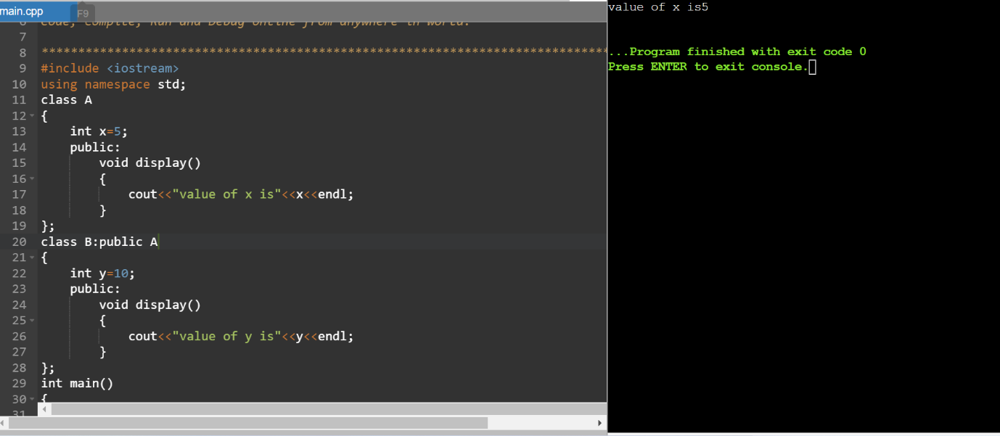 main.cpp
F9
6 Code, Compile, Run and Debug online from anywhere in world.
7
8 ******************************************************************************
9 #include <iostream>
10 using namespace std;
11 class A
12 {
13     int x=5;
14     public:
15         void display()
16         {
17             cout<<"value of x is"<<x<<endl;
18         }
19 };
20 class B:public A
21 {
22     int y=10;
23     public:
24         void display()
25         {
26             cout<<"value of y is"<<y<<endl;
27         }
28 };
29 int main()
30 {
31
value of x is5
...Program finished with exit code 0
Press ENTER to exit console.